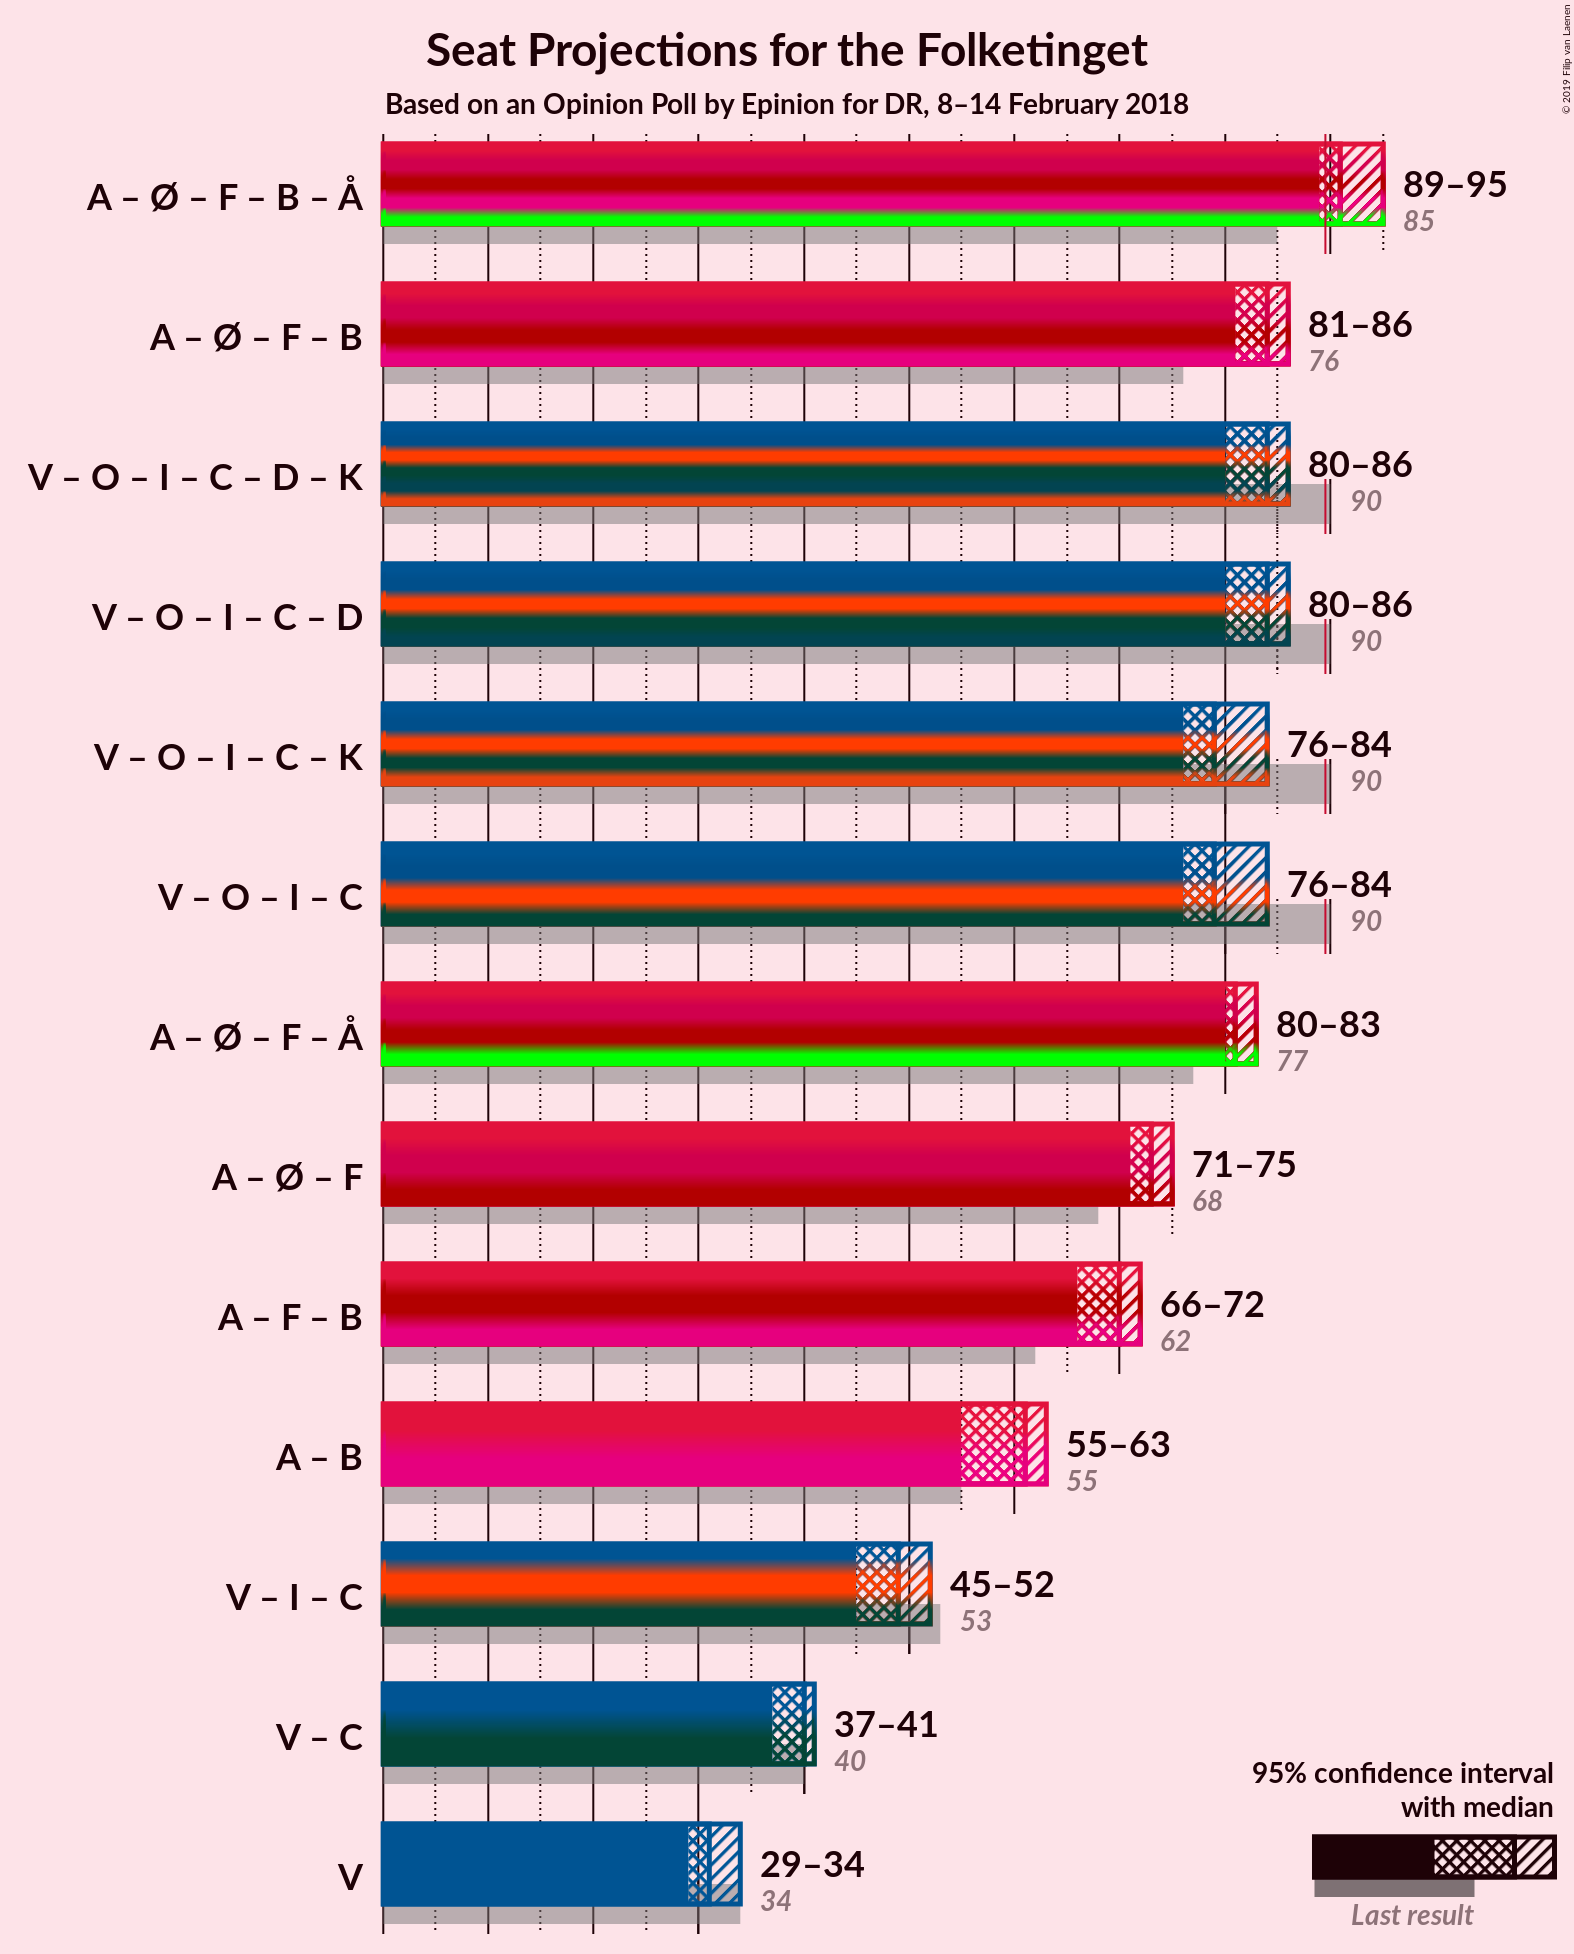 Seat Projections for the Folketinget
Based on an Opinion Poll by Epinion for DR, 8–14 February 2018
© 2019 Filip van Laenen
A – Ø – F – B – Å
89–95
85
A – Ø – F – B
81–86
76
V – O – I – C – D – K
80–86
90
V – O – I – C – D
80–86
90
V – O – I – C – K
76–84
90
V – O – I – C
76–84
90
A – Ø – F – Å
80–83
77
A – Ø – F
71–75
68
A – F – B
66–72
62
A – B
55–63
55
V – I – C
45–52
53
V – C
37–41
40
V
29–34
34
95% confidence interval
with median
Last result